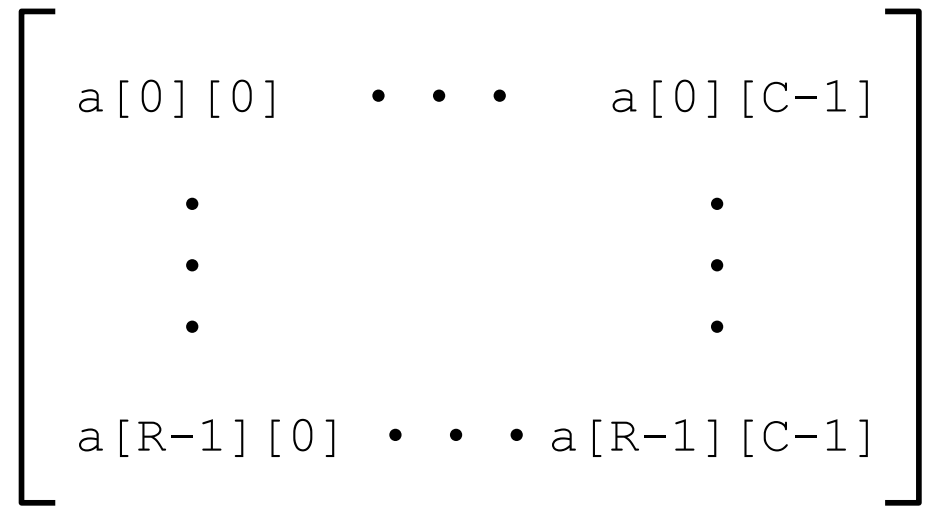 a[0][0] • • • a[0][C-1]
• •
• •
• •
a[R-1][0] • • • a[R-1][C-1]